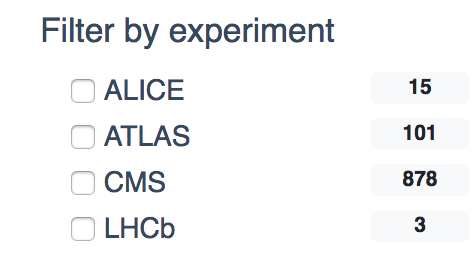 Filter by experiment
ALICE 15
ATLAS 101
CMS 878
LHCb 3